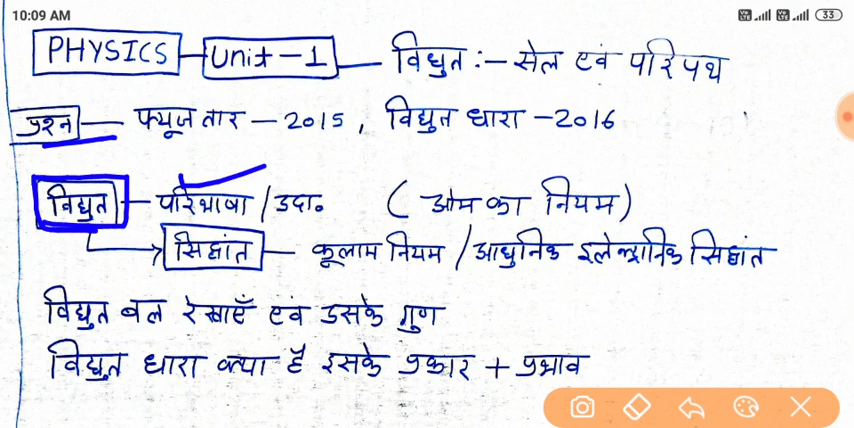 10:09 AM 33
PHYSICS Unit-1 — विद्युत :- सेल एवं परिपथ
प्रश्न — फ्यूज तार - 2015, विद्युत धारा - 2016
विद्युत — परिभाषा / उदा. (ओम का नियम)
सिद्धांत — कूलाम नियम / आधुनिक इलेक्ट्रानिक सिद्धांत
विद्युत बल रेखाएँ एवं उसके गुण
विद्युत धारा क्या है इसके प्रकार + प्रभाव